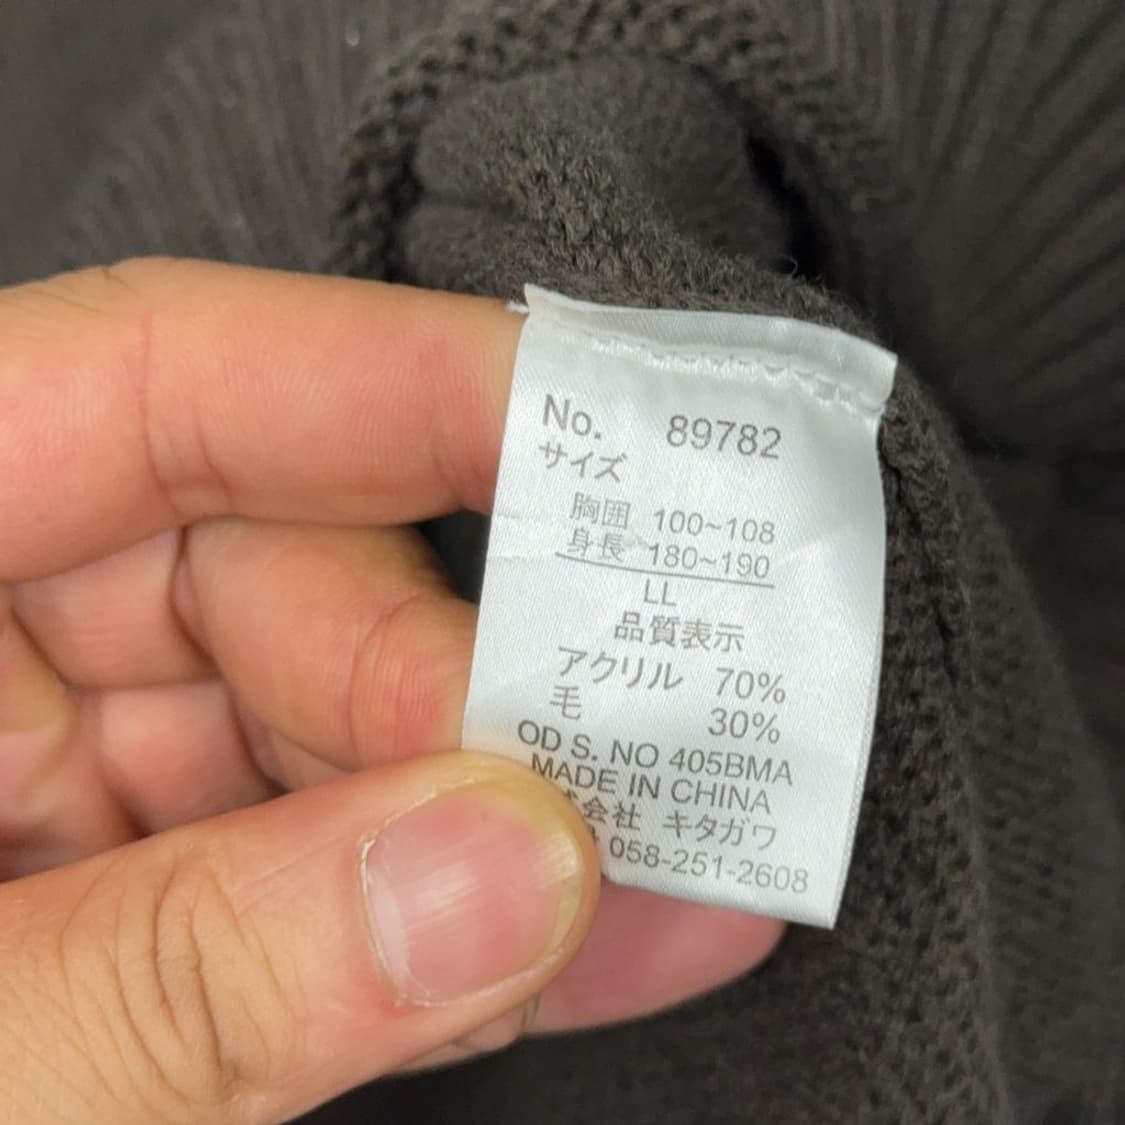 No. 89782
サイズ
胸囲 100~108
身長 180~190
LL
品質表示
アクリル 70%
毛 30%
OD S. NO 405BMA
MADE IN CHINA
会社 キタガワ
058-251-2608